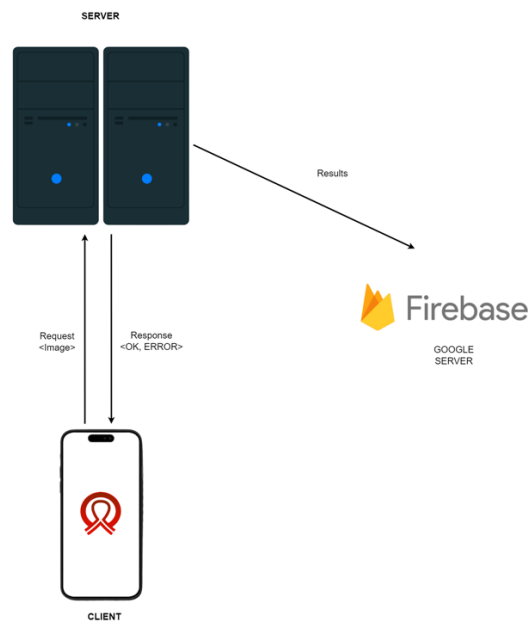 SERVER
Results
Firebase
GOOGLE
SERVER
Request
<Image>
Response
<OK, ERROR>
CLIENT